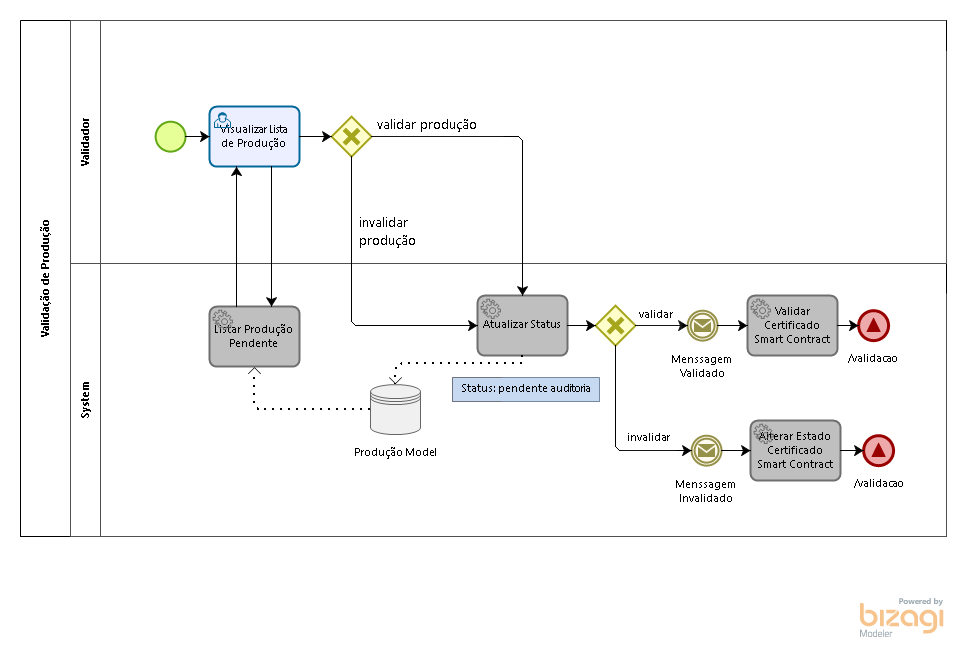 Validação de Produção
Validador
Visualizar Lista
de Produção
validar produção
invalidar
produção
System
Listar Produção
Pendente
Atualizar Status
validar
Menssagem
Validado
Validar
Certificado
Smart Contract
/validacao
Status: pendente auditoria
Produção Model
invalidar
Menssagem
Invalidado
Alterar Estado
Certificado
Smart Contract
/validacao
Powered by
bizagi
Modeler